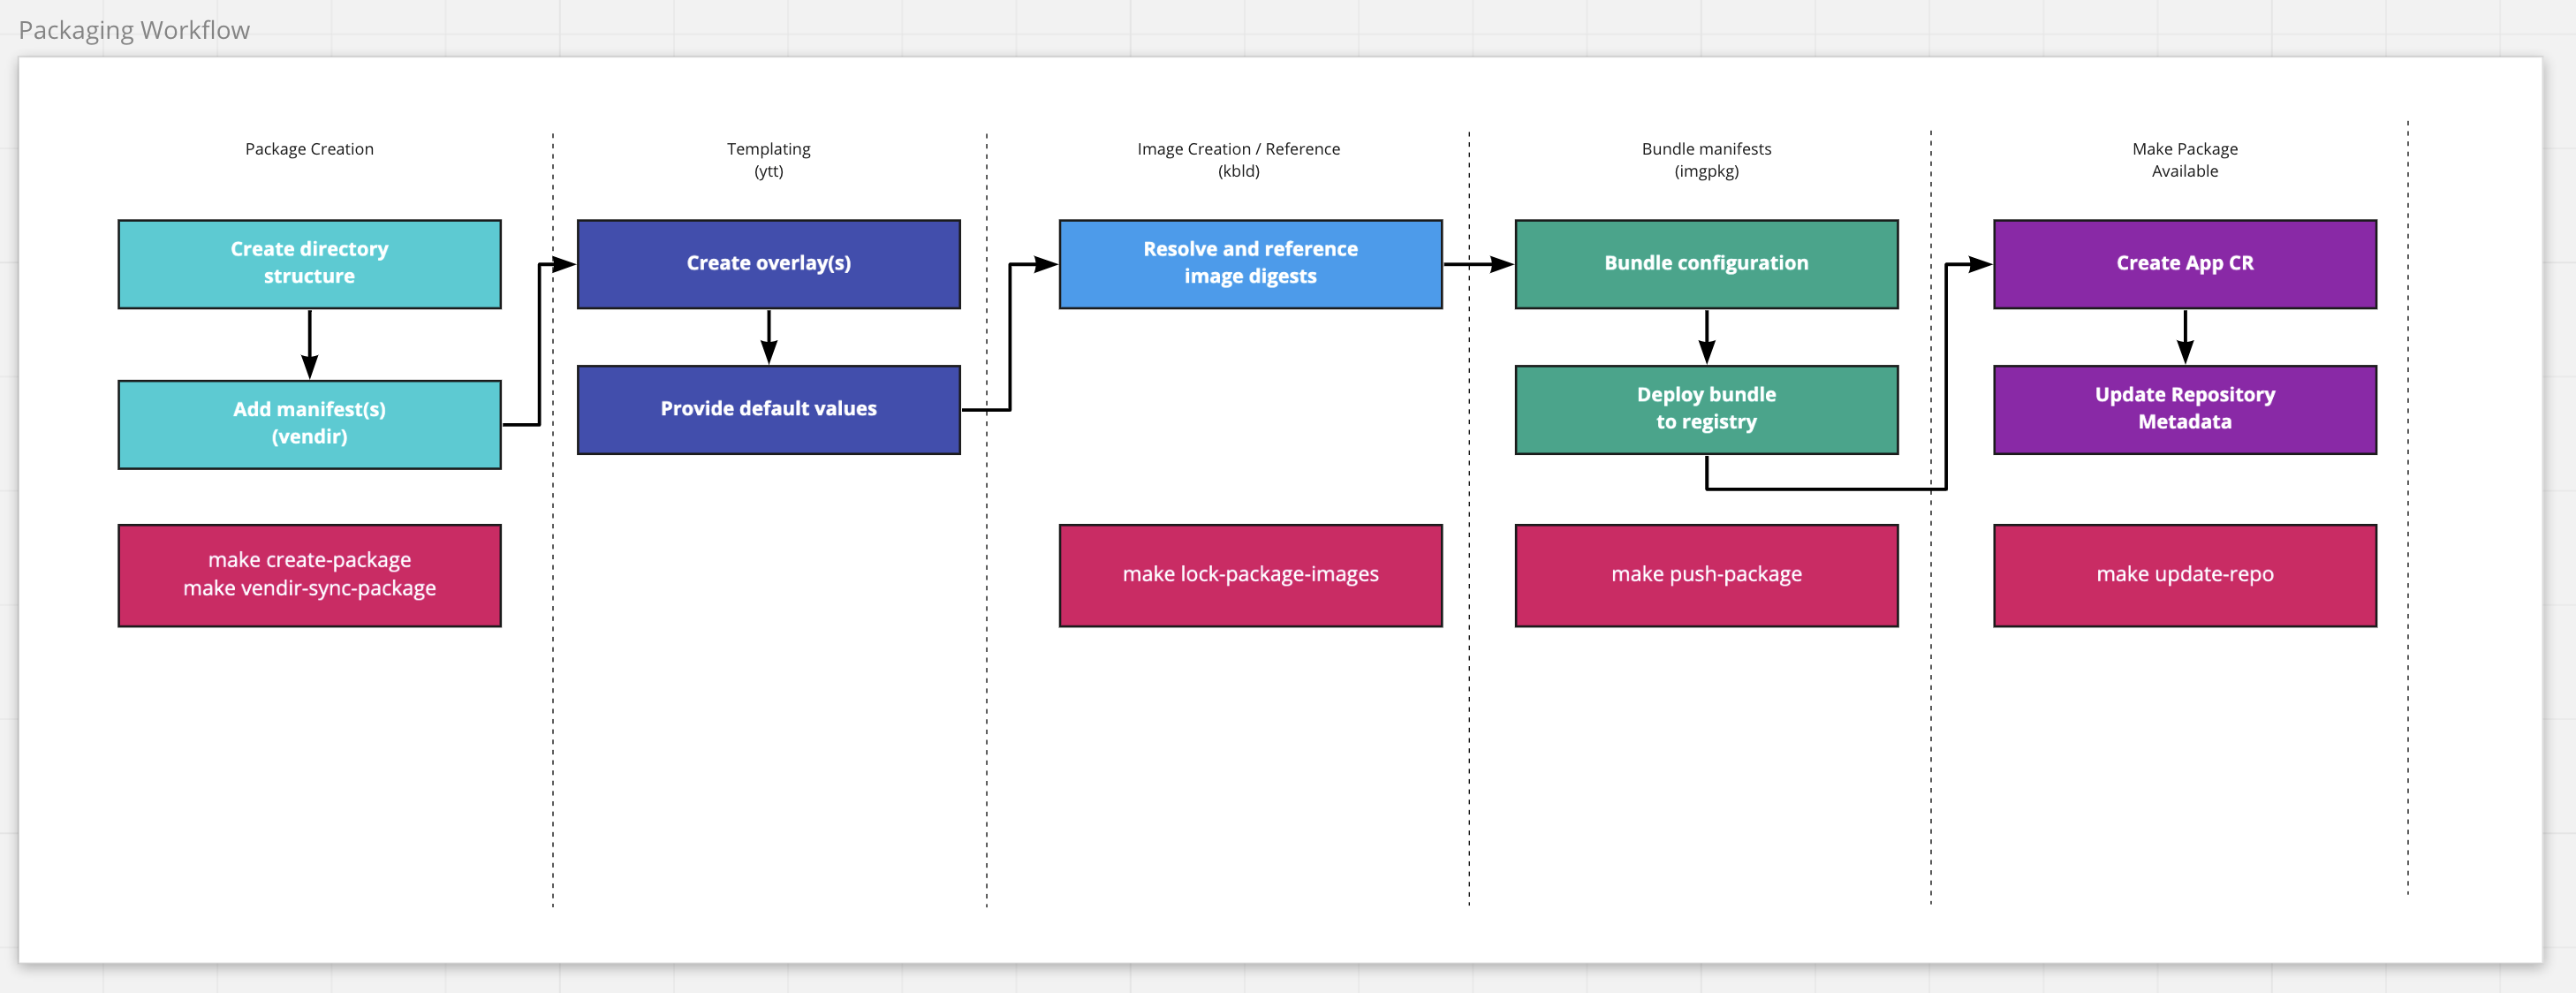 Packaging Workflow
Package Creation
Templating
(ytt)
Image Creation / Reference
(kbld)
Bundle manifests
(imgpkg)
Make Package
Available
Create directory
structure
Create overlay(s)
Resolve and reference
image digests
Bundle configuration
Create App CR
Add manifest(s)
(vendir)
Provide default values
Deploy bundle
to registry
Update Repository
Metadata
make create-package
make vendir-sync-package
make lock-package-images
make push-package
make update-repo